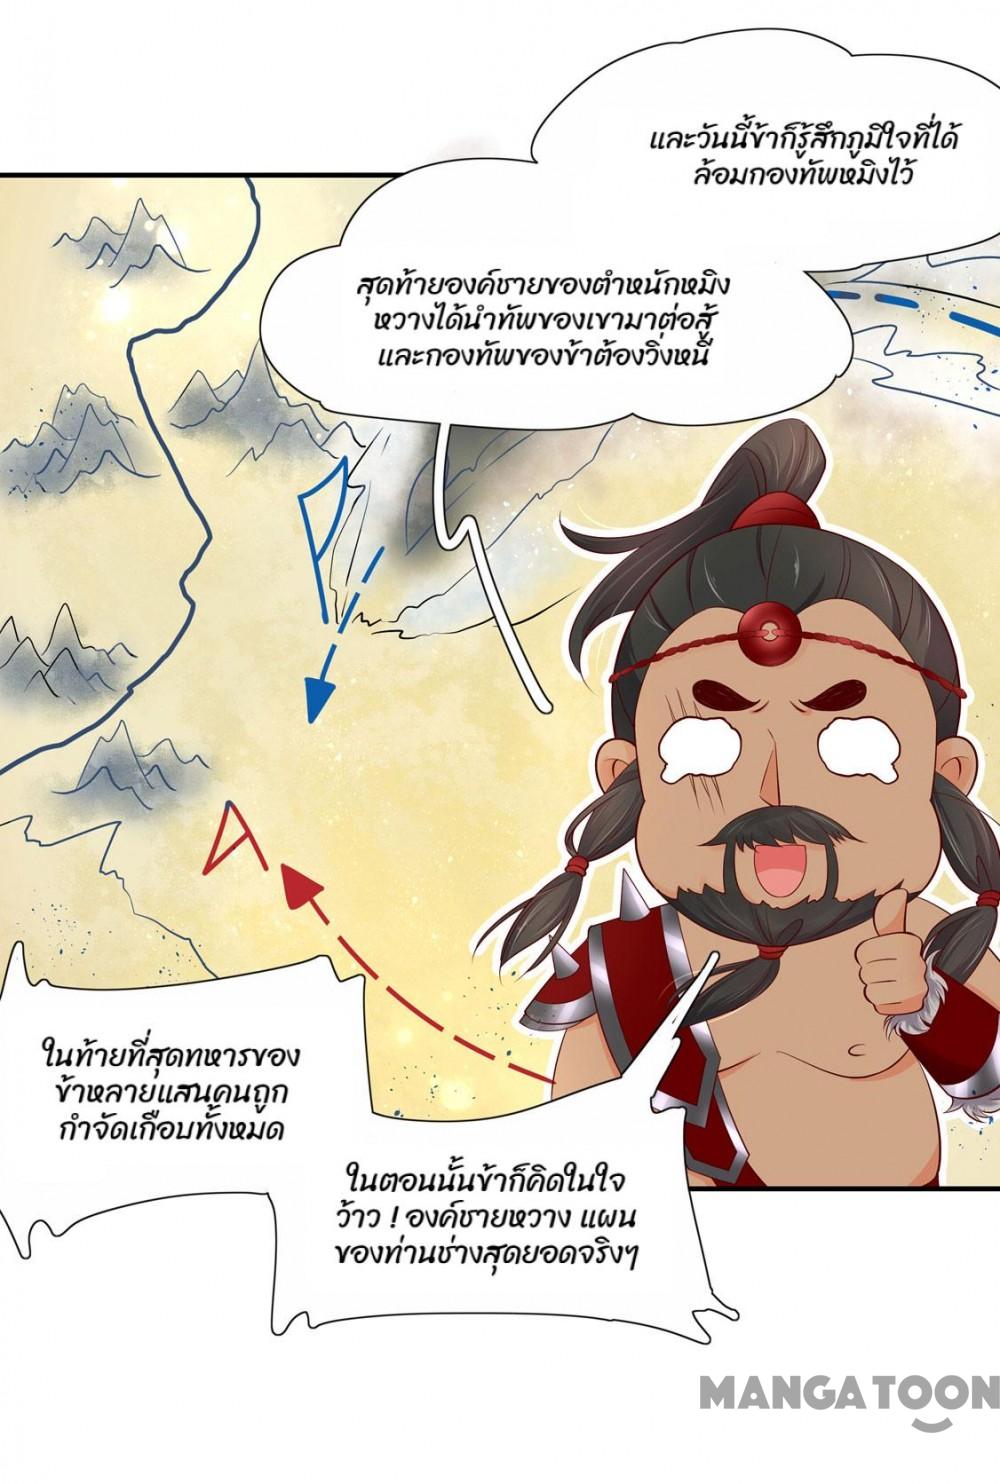 และวันนี้ข้าก็รู้สึกภูมิใจที่ได้
ล้อมกองทัพหมิงไว้
สุดท้ายองค์ชายของตำหนักหมิง
หวางได้นำทัพของเขามาต่อสู้
และกองทัพของข้าต้องวิ่งหนี
ในท้ายที่สุดทหารของ
ข้าหลายแสนคนถูก
กำจัดเกือบทั้งหมด
ในตอนนั้นข้าก็คิดในใจ
ว้าว ! องค์ชายหวาง แผน
ของท่านช่างสุดยอดจริงๆ
MANGATOON